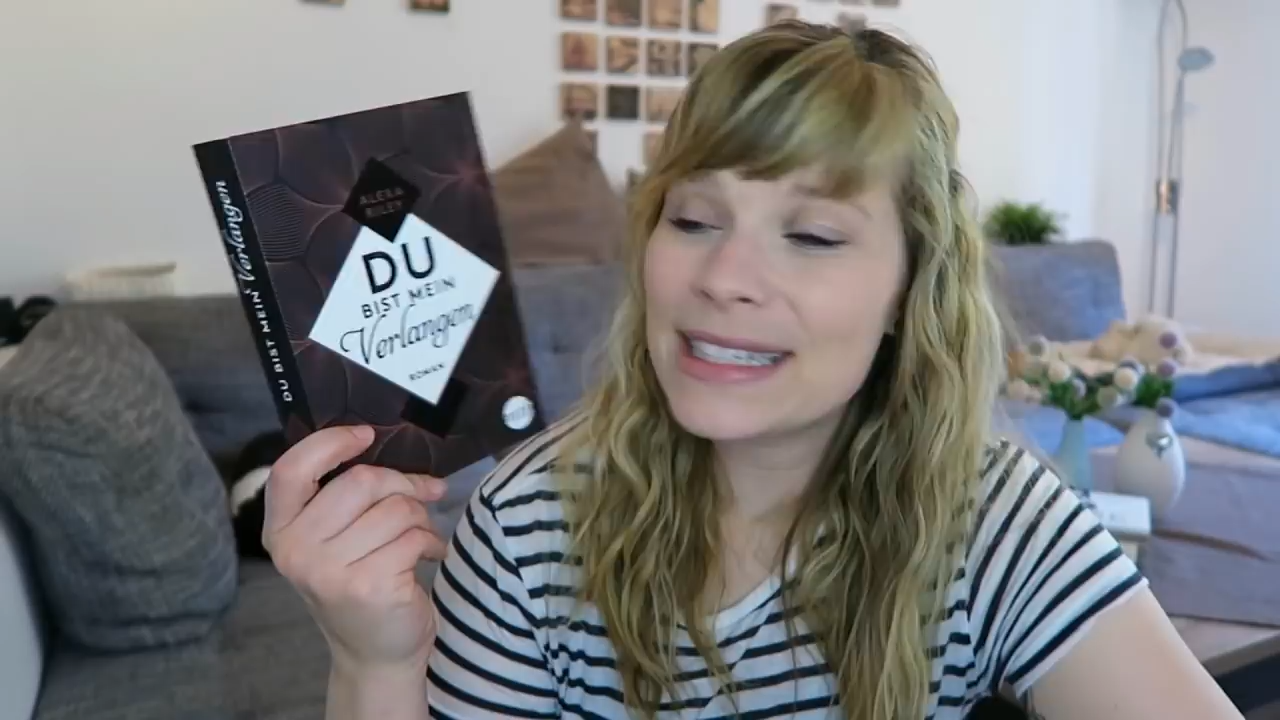 ALEXA
RILEY
DU
BIST MEIN
Verlangen
ROMAN
DU BIST MEIN Verlangen